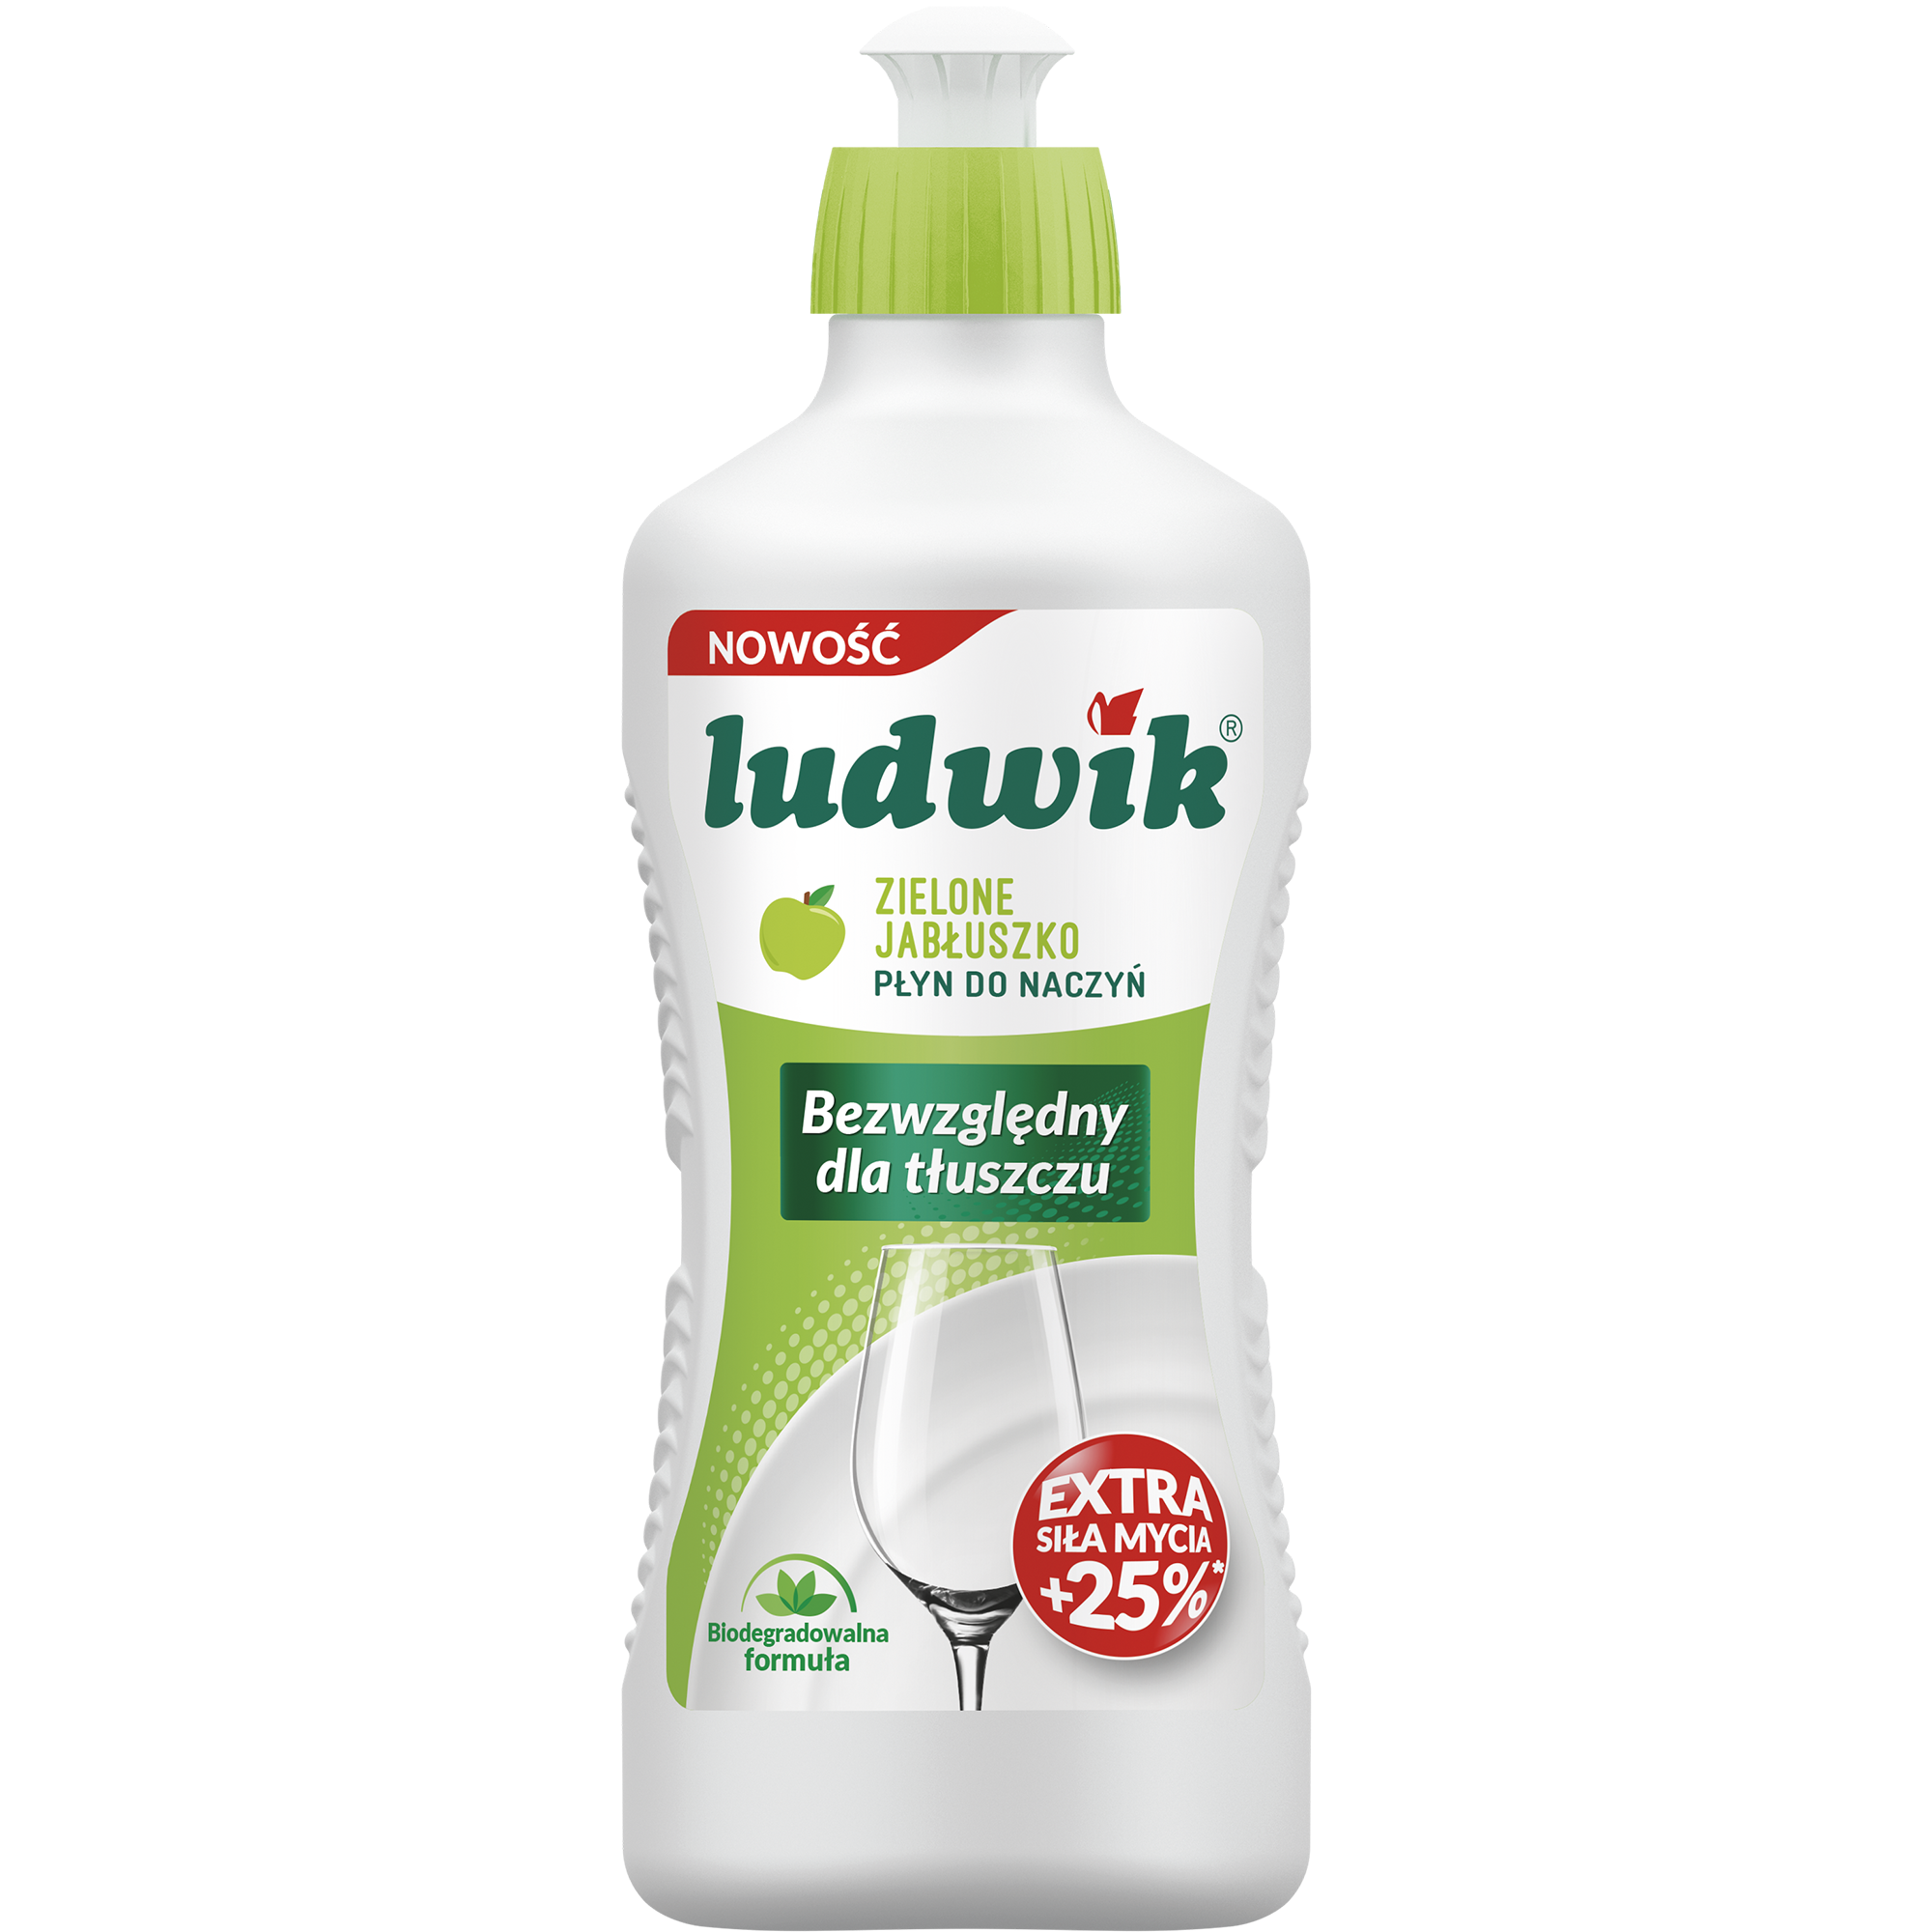 NOWOŚĆ
ludwik®
ZIELONE
JABŁUSZKO
PŁYN DO NACZYŃ
Bezwzględny
dla tłuszczu
EXTRA
SIŁA MYCIA
+25%*
Biodegradowalna
formuła